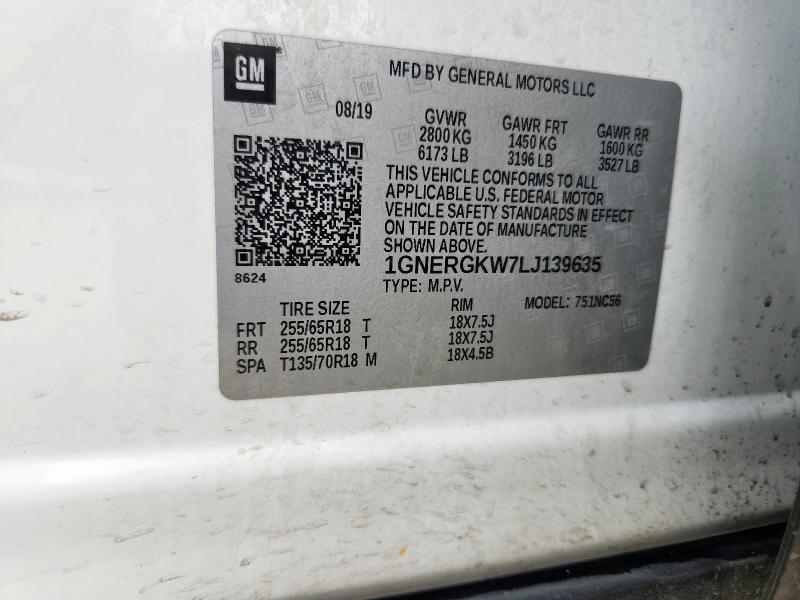 GM
MFD BY GENERAL MOTORS LLC
08/19
GVWR GAWR FRT GAWR RR
2800 KG 1450 KG 1600 KG
6173 LB 3196 LB 3527 LB
THIS VEHICLE CONFORMS TO ALL
APPLICABLE U.S. FEDERAL MOTOR
VEHICLE SAFETY STANDARDS IN EFFECT
ON THE DATE OF MANUFACTURE
SHOWN ABOVE.
8624
1GNERGKW7LJ139635
TYPE: M.P.V. MODEL: 751NC56
TIRE SIZE RIM
FRT 255/65R18 T 18X7.5J
RR 255/65R18 T 18X7.5J
SPA T135/70R18 M 18X4.5B